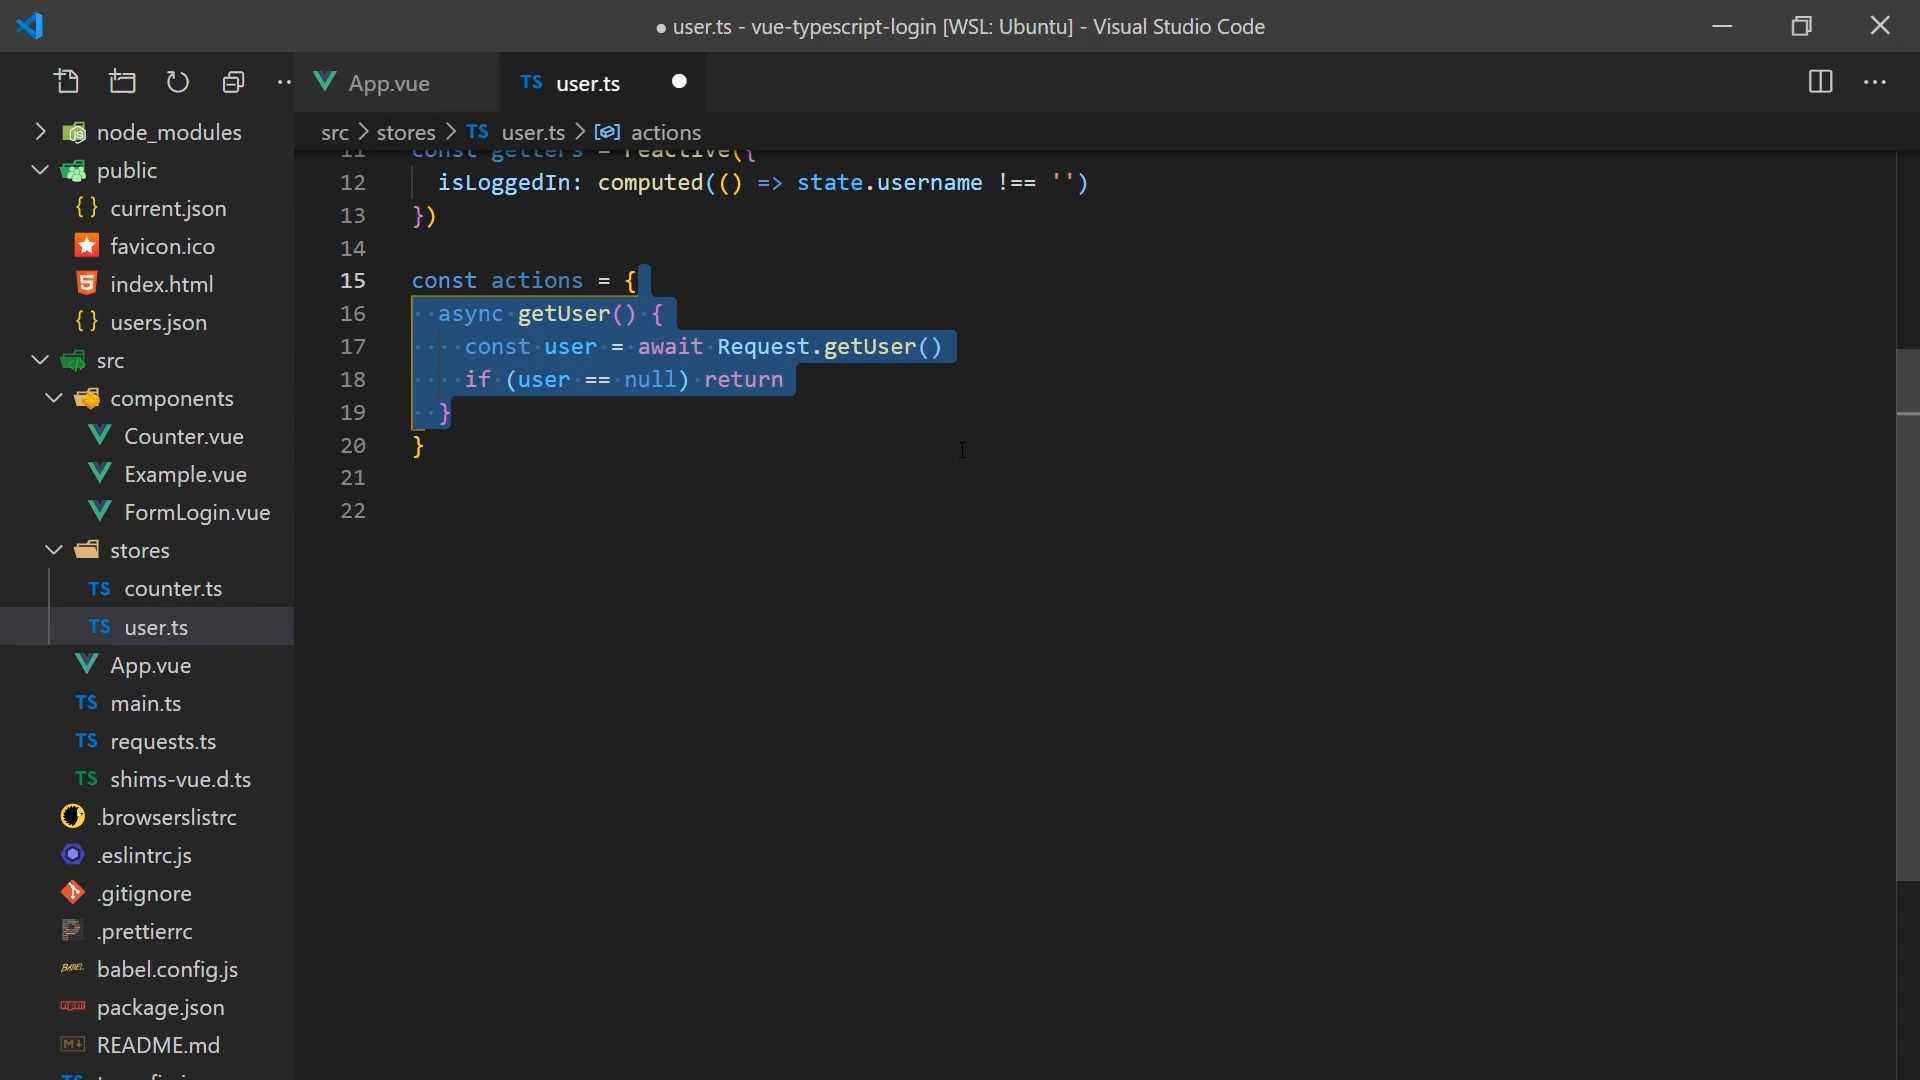 ● user.ts - vue-typescript-login [WSL: Ubuntu] - Visual Studio Code
App.vue
TS user.ts
src > stores > TS user.ts > actions
node_modules
public
{ } current.json
favicon.ico
index.html
{ } users.json
src
components
Counter.vue
Example.vue
FormLogin.vue
stores
TS counter.ts
TS user.ts
App.vue
TS main.ts
TS requests.ts
TS shims-vue.d.ts
.browserslistrc
.eslintrc.js
.gitignore
.prettierrc
BABEL babel.config.js
package.json
README.md
11 const getters = reactive({
12 isLoggedIn: computed(() => state.username !== '')
13 })
14
15 const actions = {
16 async getUser() {
17 const user = await Request.getUser()
18 if (user == null) return
19 }
20 }
21
22